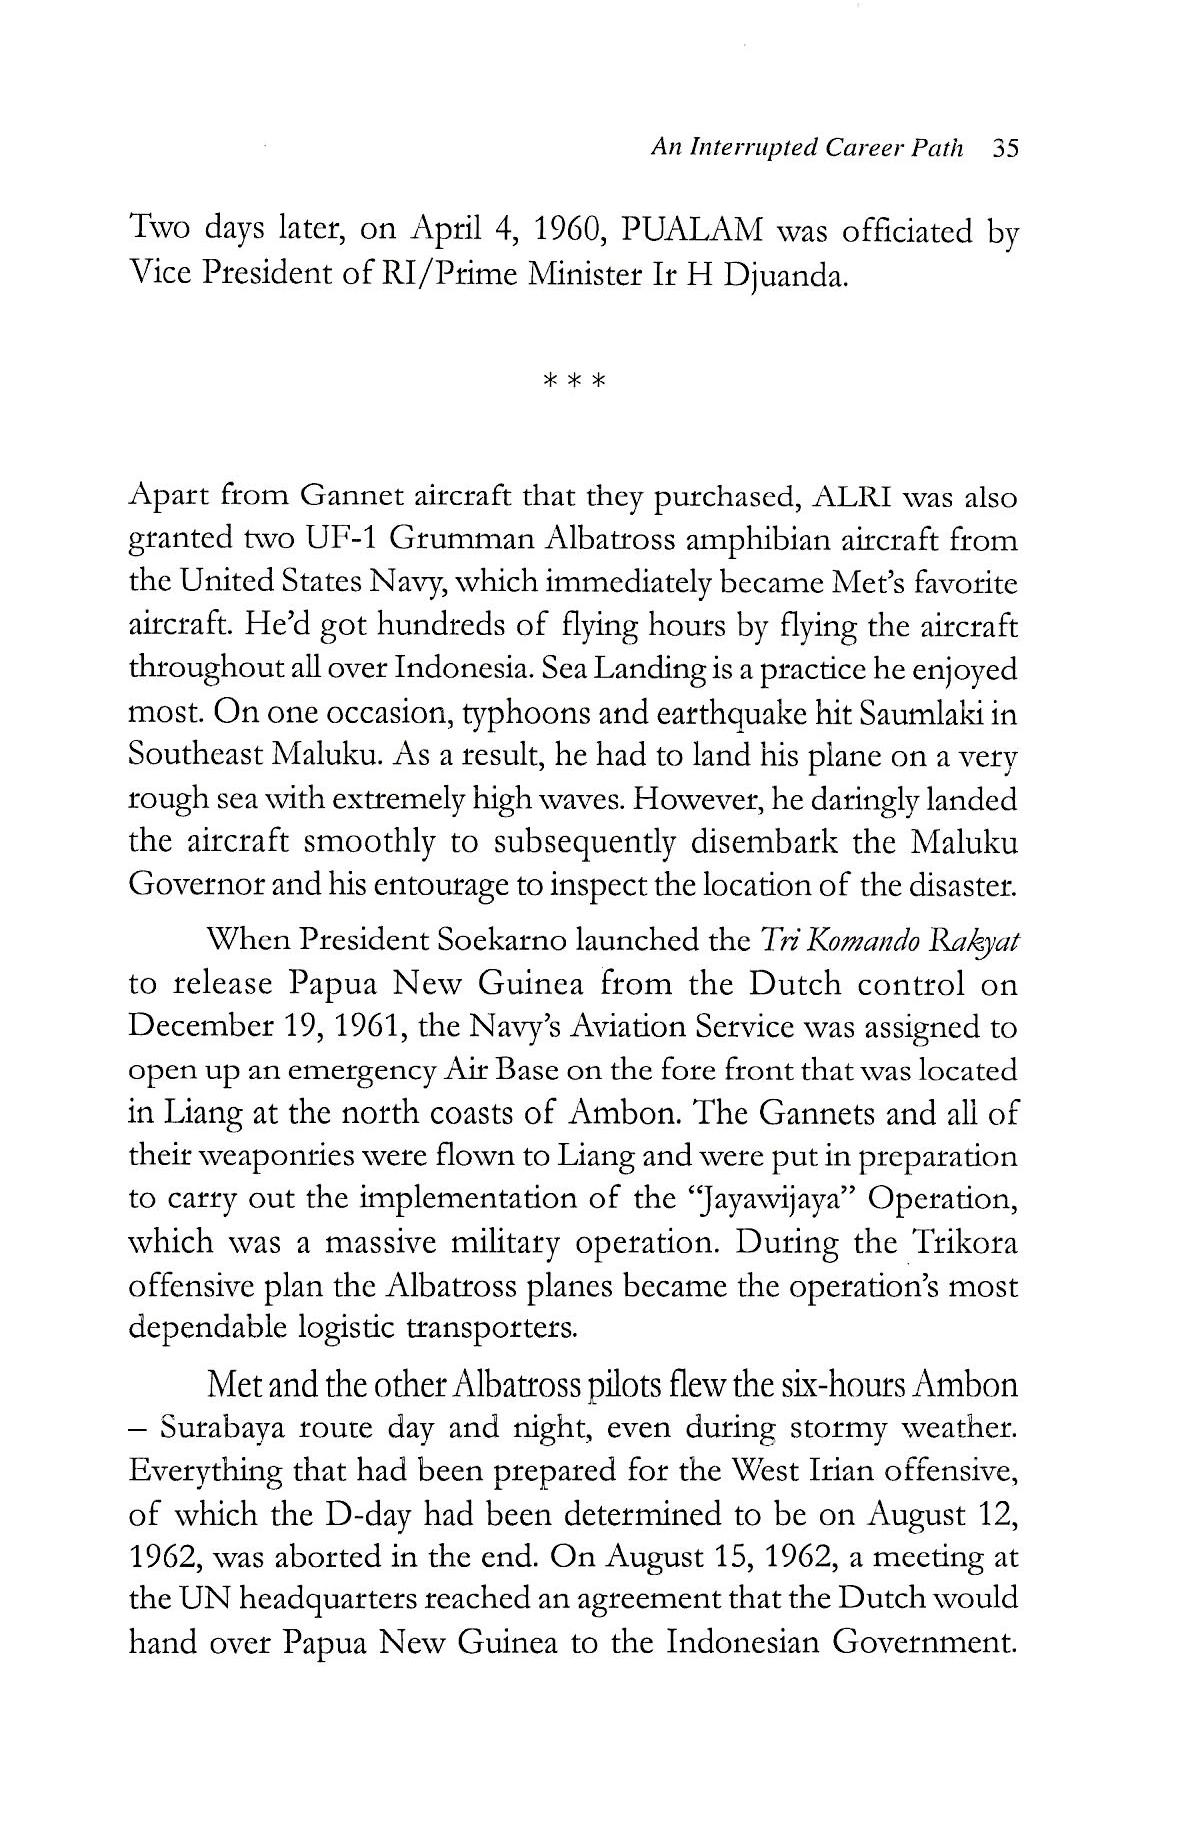 An Interrupted Career Path 35
Two days later, on April 4, 1960, PUALAM was officiated by
Vice President of RI/Prime Minister Ir H Djuanda.
* * *
Apart from Gannet aircraft that they purchased, ALRI was also
granted two UF-1 Grumman Albatross amphibian aircraft from
the United States Navy, which immediately became Met's favorite
aircraft. He'd got hundreds of flying hours by flying the aircraft
throughout all over Indonesia. Sea Landing is a practice he enjoyed
most. On one occasion, typhoons and earthquake hit Saumlaki in
Southeast Maluku. As a result, he had to land his plane on a very
rough sea with extremely high waves. However, he daringly landed
the aircraft smoothly to subsequently disembark the Maluku
Governor and his entourage to inspect the location of the disaster.
When President Soekarno launched the Tri Komando Rakyat
to release Papua New Guinea from the Dutch control on
December 19, 1961, the Navy's Aviation Service was assigned to
open up an emergency Air Base on the fore front that was located
in Liang at the north coasts of Ambon. The Gannets and all of
their weaponries were flown to Liang and were put in preparation
to carry out the implementation of the “Jayawijaya” Operation,
which was a massive military operation. During the Trikora
offensive plan the Albatross planes became the operation's most
dependable logistic transporters.
Met and the other Albatross pilots flew the six-hours Ambon
– Surabaya route day and night, even during stormy weather.
Everything that had been prepared for the West Irian offensive,
of which the D-day had been determined to be on August 12,
1962, was aborted in the end. On August 15, 1962, a meeting at
the UN headquarters reached an agreement that the Dutch would
hand over Papua New Guinea to the Indonesian Government.